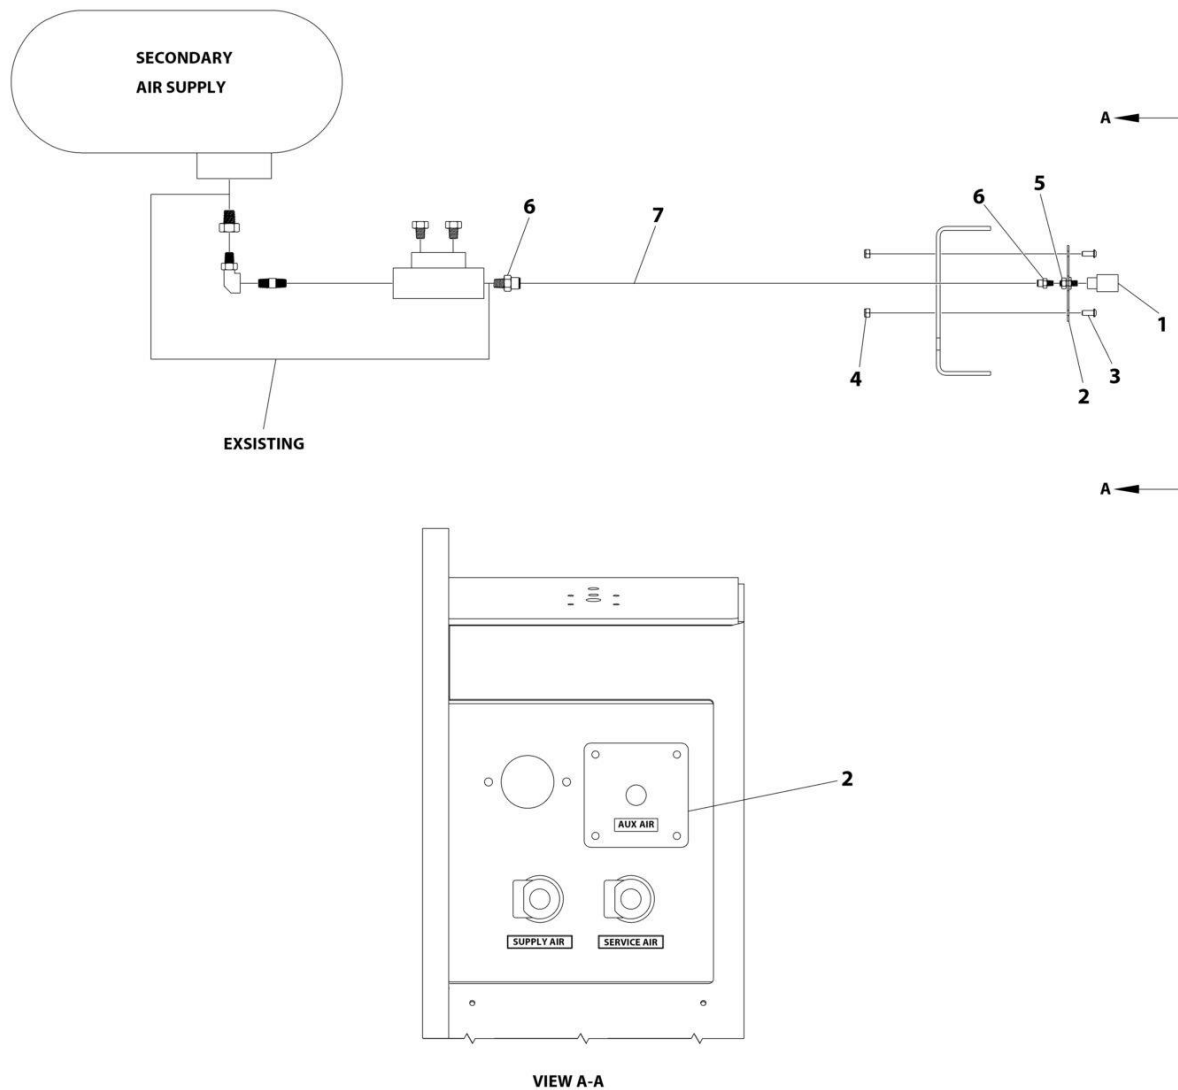 SECONDARY
AIR SUPPLY
A
6
7
6
5
1
4
2
3
EXSISTING
A
2
AUX AIR
SUPPLY AIR
SERVICE AIR
VIEW A-A